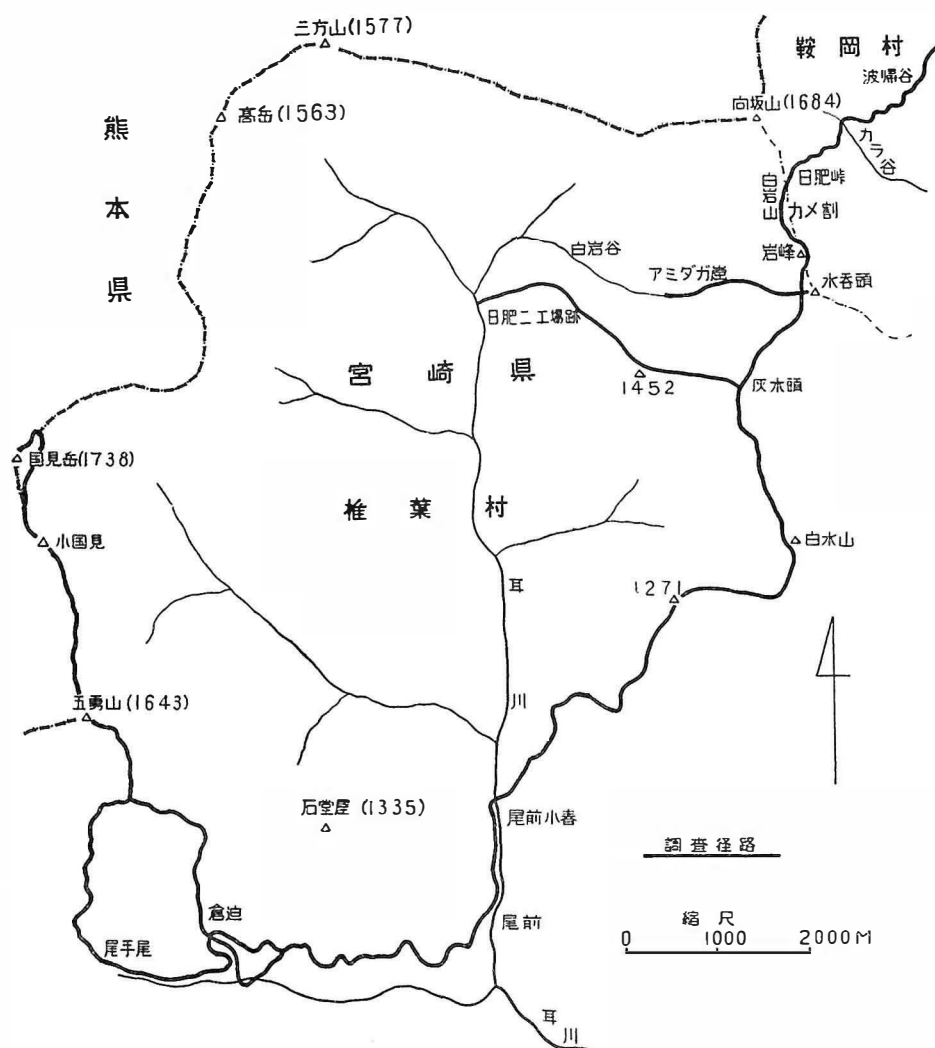 三方山(1577)
鞍岡村
波帰谷
向坂山(1684)
高岳(1563)
熊本県
カラ谷
日肥峠
白岩山
カメ割
岩峰
白岩谷
アミダガ
水呑頭
日肥ニ工場跡
宮崎県
1452
灰木頭
国見岳(1738)
椎葉村
小国見
白水山
1271
耳川
五勇山(1643)
石堂屋(1335)
尾前小春
調査径路
倉迫
尾前
縮尺
尾手尾
0 1000 2000M
耳川